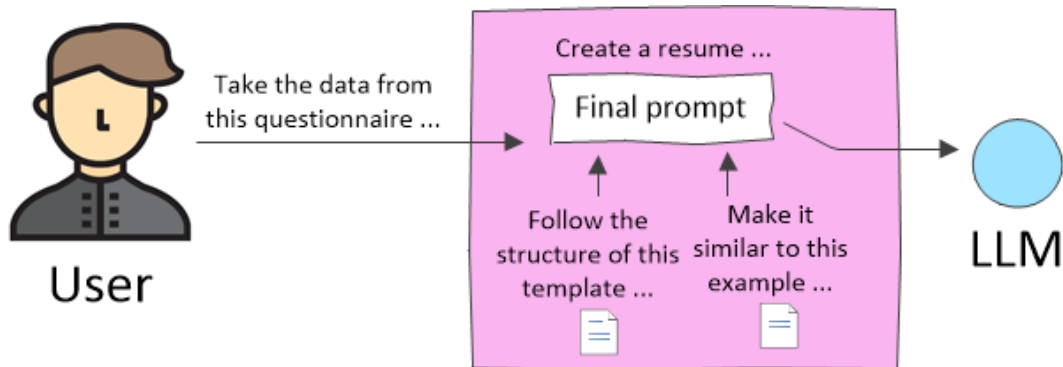 Take the data from
this questionnaire ...
User
Create a resume ...
Final prompt
Follow the
structure of this
template ...
Make it
similar to this
example ...
LLM